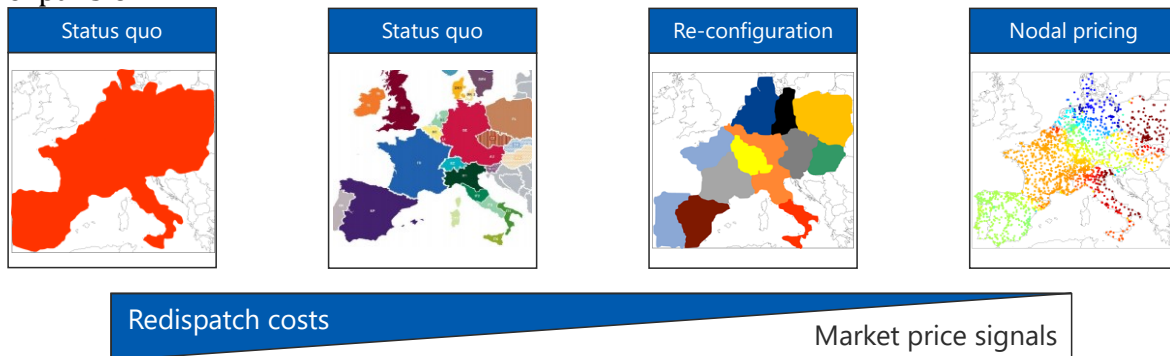 Status quo
Status quo
Re-configuration
Nodal pricing
Redispatch costs
Market price signals